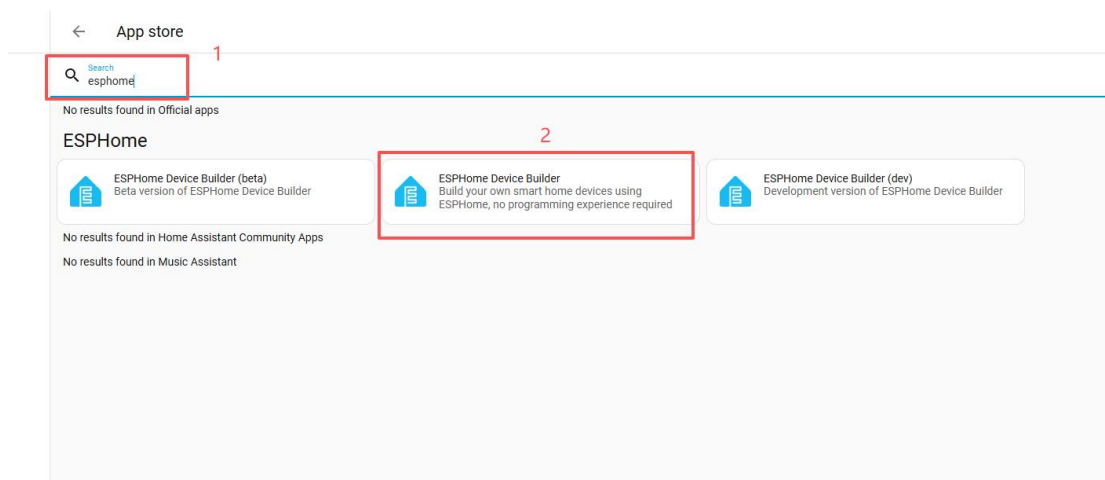 App store
1
Search
esphome
No results found in Official apps
ESPHome
2
ESPHome Device Builder (beta)
Beta version of ESPHome Device Builder
ESPHome Device Builder
Build your own smart home devices using
ESPHome, no programming experience required
ESPHome Device Builder (dev)
Development version of ESPHome Device Builder
No results found in Home Assistant Community Apps
No results found in Music Assistant